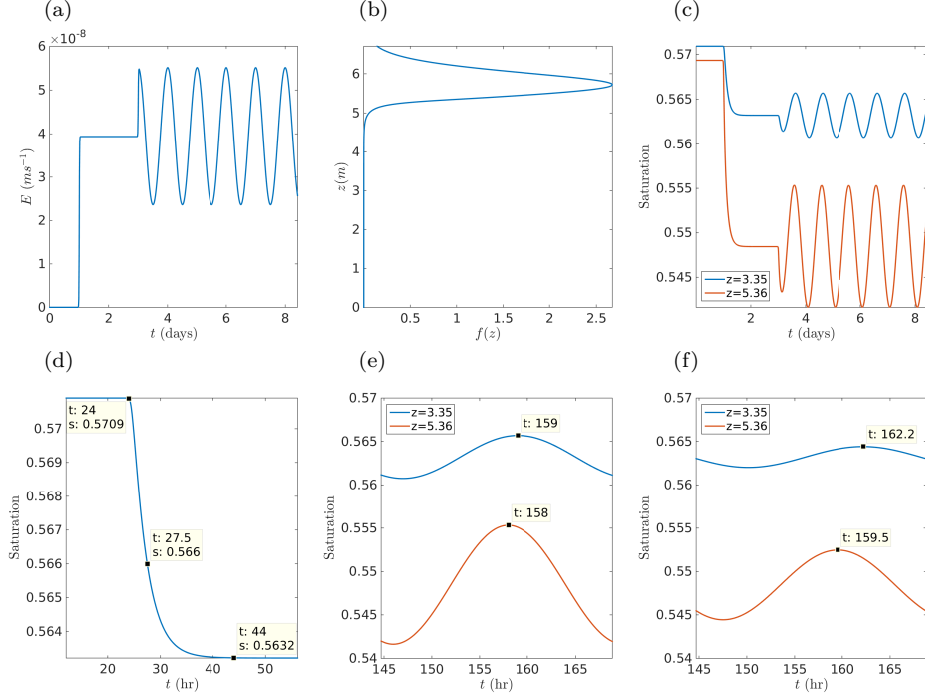 (a)
×10⁻⁸
6
5
4
3
2
1
0
E (ms⁻¹)
0 2 4 6 8
t (days)
(b)
6
5
4
3
2
1
0
z(m)
0.5 1 1.5 2 2.5
f(z)
(c)
0.57
0.565
0.56
0.555
0.55
0.545
Saturation
z=3.35
z=5.36
0 2 4 6 8
t (days)
(d)
0.57
0.569
0.568
0.567
0.566
0.565
0.564
Saturation
t: 24
s: 0.5709
t: 27.5
s: 0.566
t: 44
s: 0.5632
20 30 40 50
t (hr)
(e)
0.57
0.565
0.56
0.555
0.55
0.545
0.54
Saturation
z=3.35
z=5.36
t: 159
t: 158
145 150 155 160 165
t (hr)
(f)
0.57
0.565
0.56
0.555
0.55
0.545
0.54
Saturation
z=3.35
z=5.36
t: 162.2
t: 159.5
145 150 155 160 165
t (hr)